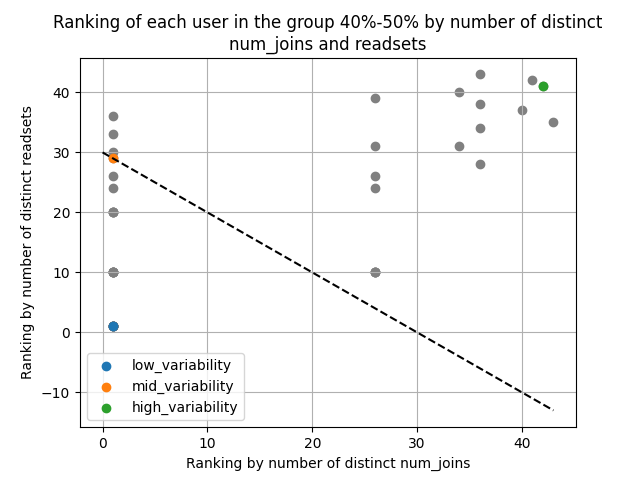 Ranking of each user in the group 40%-50% by number of distinct
num_joins and readsets
Ranking by number of distinct readsets
40
30
20
10
0
−10
low_variability
mid_variability
high_variability
0 10 20 30 40
Ranking by number of distinct num_joins